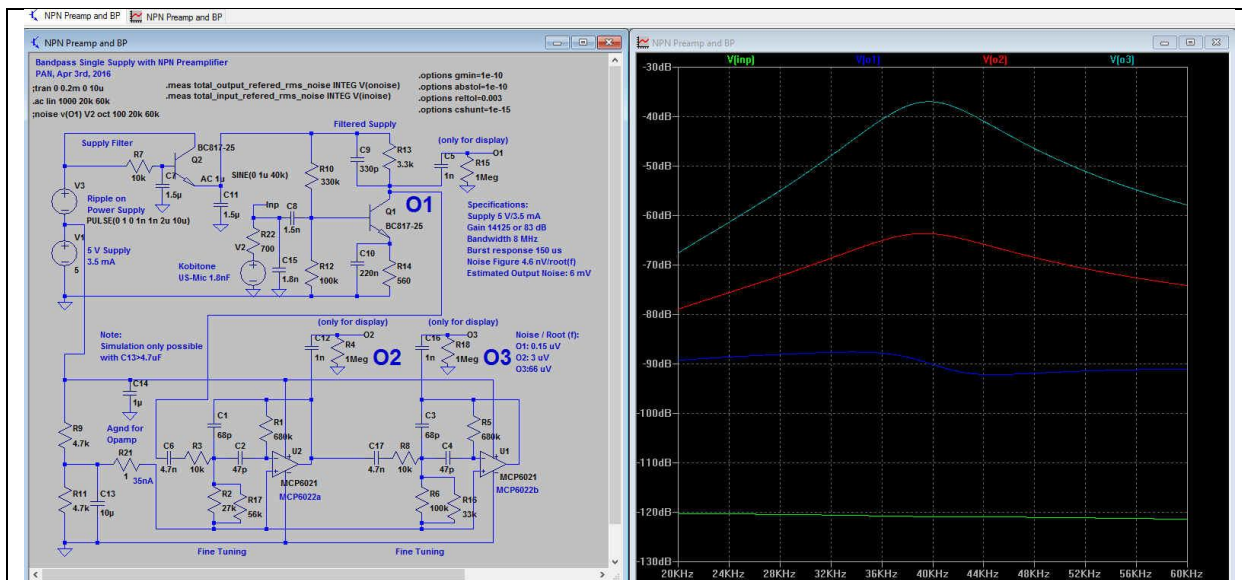 NPN Preamp and BP NPN Preamp and BP
NPN Preamp and BP
Bandpass Single Supply with NPN Preamplifier
PAN, Apr 3rd, 2016
;tran 0 0.2m 0 10u
.ac lin 1000 20k 60k
;noise v(O1) V2 oct 100 20k 60k
.meas total_output_refered_rms_noise INTEG V(onoise)
.meas total_input_refered_rms_noise INTEG V(inoise)
.options gmin=1e-10
.options abstol=1e-10
.options reltol=0.003
.options cshunt=1e-15
Supply Filter
Filtered Supply
(only for display)
BC817-25
Q2
R7
10k
C7
1.5µ
AC 1u
SINE(0 1u 40k)
C11
1.5µ
V3
Ripple on
Power Supply
PULSE(0 1 0 1n 1n 2u 10u)
V1
5
5 V Supply
3.5 mA
R10
330k
C9
330p
R13
3.3k
C5
1n
O1
R15
1Meg
Inp
C8
1.5n
R22
700
V2
C15
1.8n
Kobitone
US-Mic 1.8nF
R12
100k
Q1
BC817-25
O1
C10
220n
R14
560
Specifications:
Supply 5 V/3.5 mA
Gain 14125 or 83 dB
Bandwidth 8 MHz
Burst response 150 us
Noise Figure 4.6 nV/root(f)
Estimated Output Noise: 6 mV
Note:
Simulation only possible
with C13>4.7uF
(only for display)
(only for display)
C12
1n
O2
R4
1Meg
O2
C16
1n
O3
R18
1Meg
O3
Noise / Root (f):
O1: 0.15 uV
O2: 3 uV
O3:66 uV
C14
1µ
R9
4.7k
Agnd for
Opamp
R21
1
35nA
R11
4.7k
C13
10µ
C1
68p
R1
680k
C6
4.7n
R3
10k
C2
47p
U2
MCP6021
MCP6022a
R2
27k
R17
56k
Fine Tuning
C3
68p
R5
680k
C17
4.7n
R8
10k
C4
47p
U1
MCP6021
MCP6022b
R6
100k
R16
33k
Fine Tuning
NPN Preamp and BP
V(inp) V(o1) V(o2) V(o3)
-30dB
-40dB
-50dB
-60dB
-70dB
-80dB
-90dB
-100dB
-110dB
-120dB
-130dB
20KHz 24KHz 28KHz 32KHz 36KHz 40KHz 44KHz 48KHz 52KHz 56KHz 60KHz